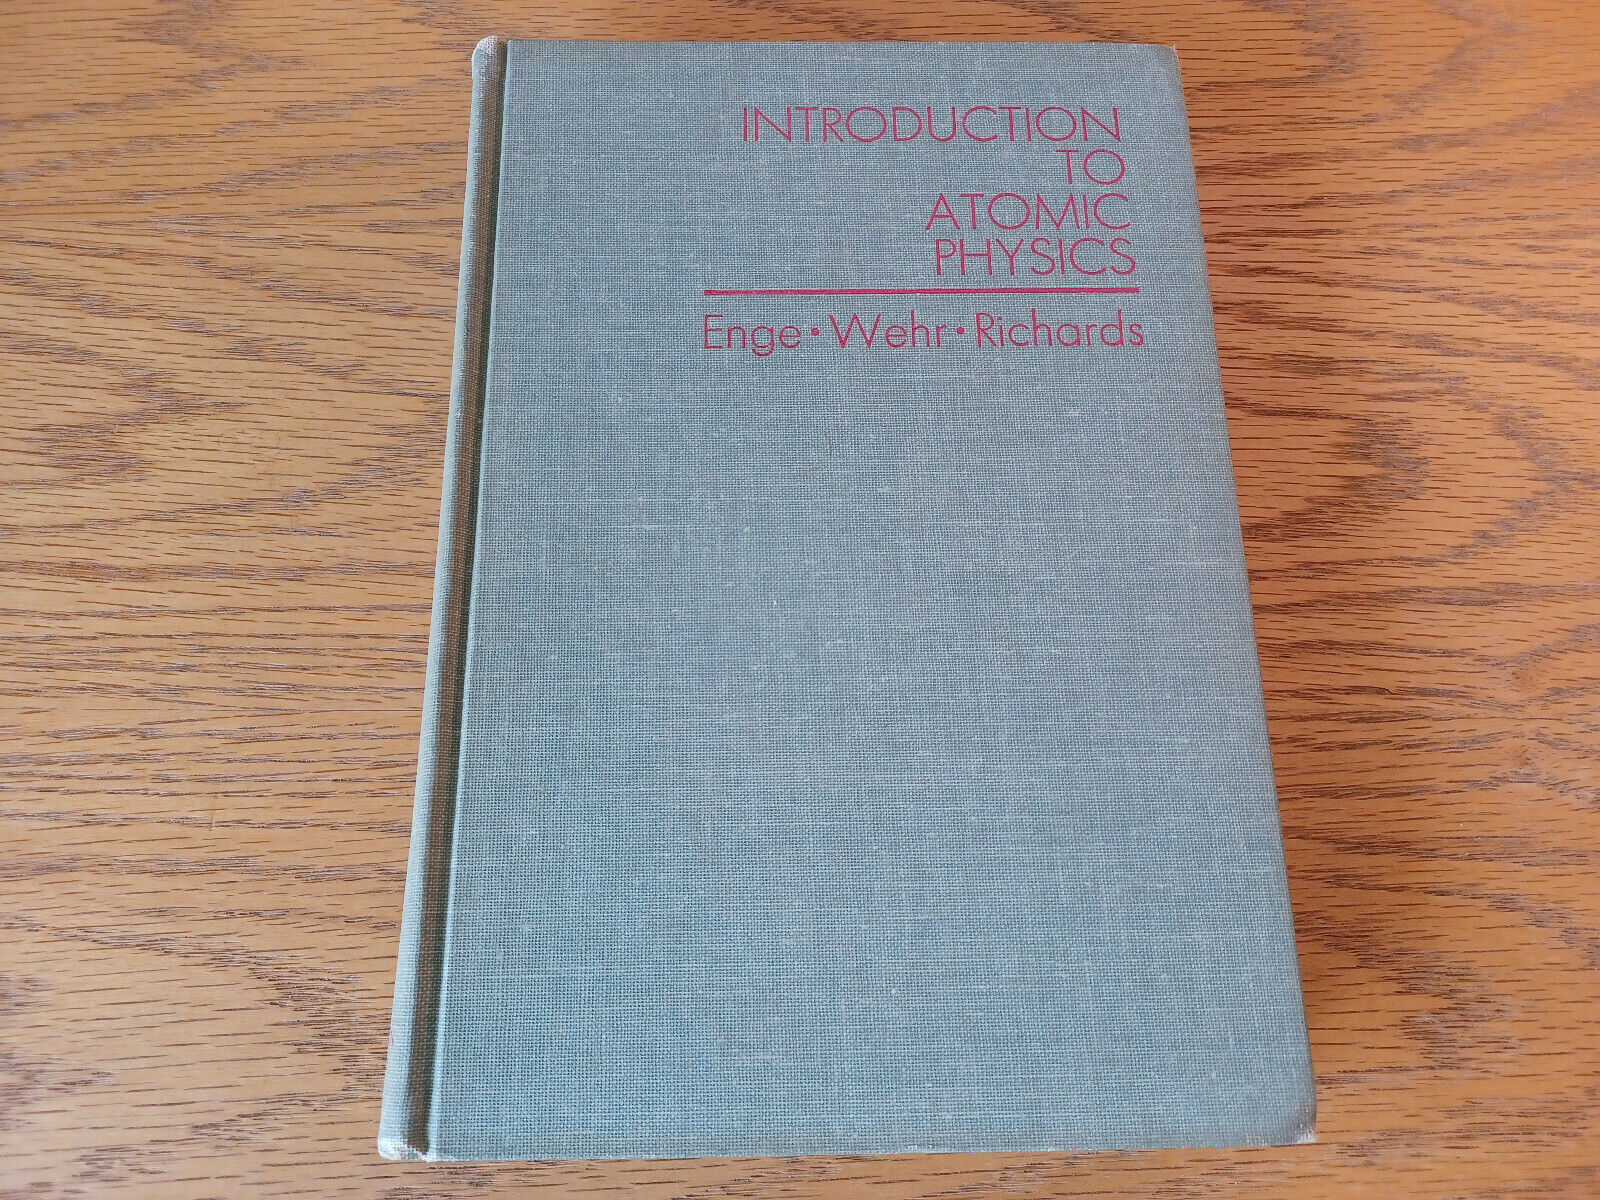 INTRODUCTION
TO
ATOMIC
PHYSICS
Enge • Wehr • Richards